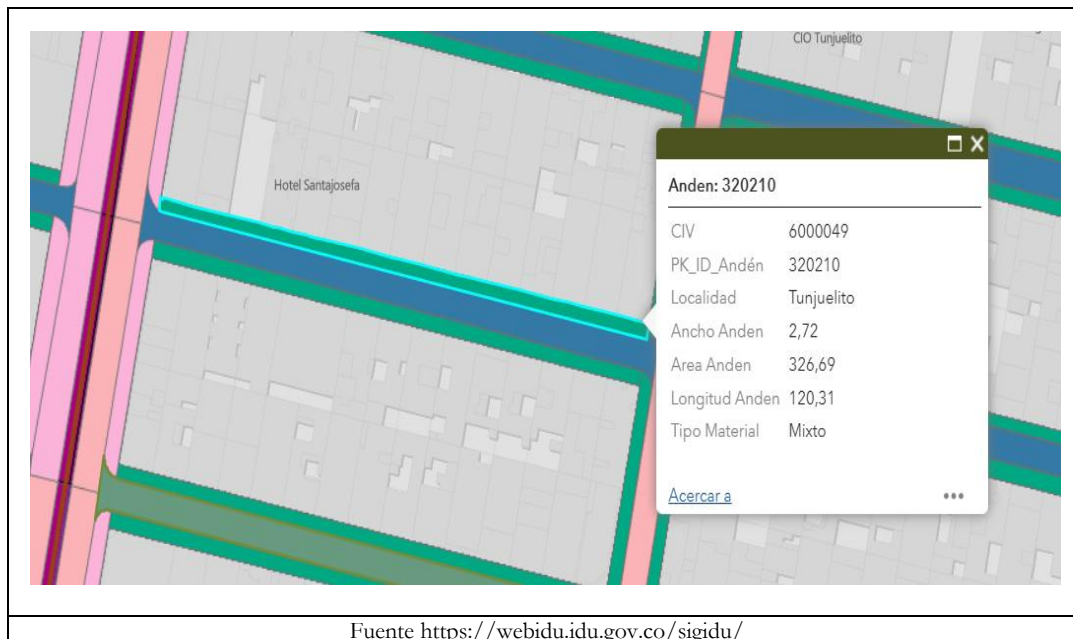 CIO Tunjuelito
Hotel Santajosefa
Anden: 320210
CIV 6000049
PK_ID_Andén 320210
Localidad Tunjuelito
Ancho Anden 2,72
Area Anden 326,69
Longitud Anden 120,31
Tipo Material Mixto
Acercar a
Fuente https://webidu.idu.gov.co/sigidu/